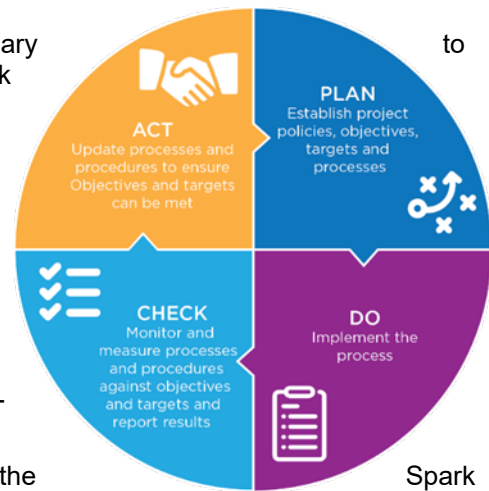 ary
to
k
ACT
Update processes and
procedures to ensure
Objectives and targets
can be met
PLAN
Establish project
policies, objectives,
targets and
processes
CHECK
Monitor and
measure processes
and procedures
against objectives
and targets and
report results
DO
Implement the
process
-
the
Spark